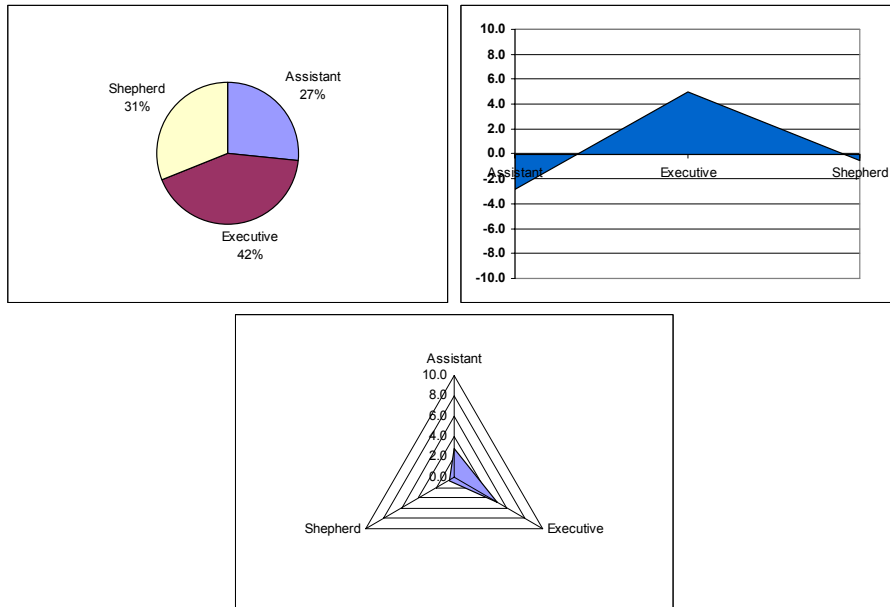 Assistant
27%
Shepherd
31%
Executive
42%
10.0
8.0
6.0
4.0
2.0
0.0
-2.0
-4.0
-6.0
-8.0
-10.0
Assistant
Executive
Shepherd
Assistant
10.0
8.0
6.0
4.0
2.0
0.0
Shepherd
Executive